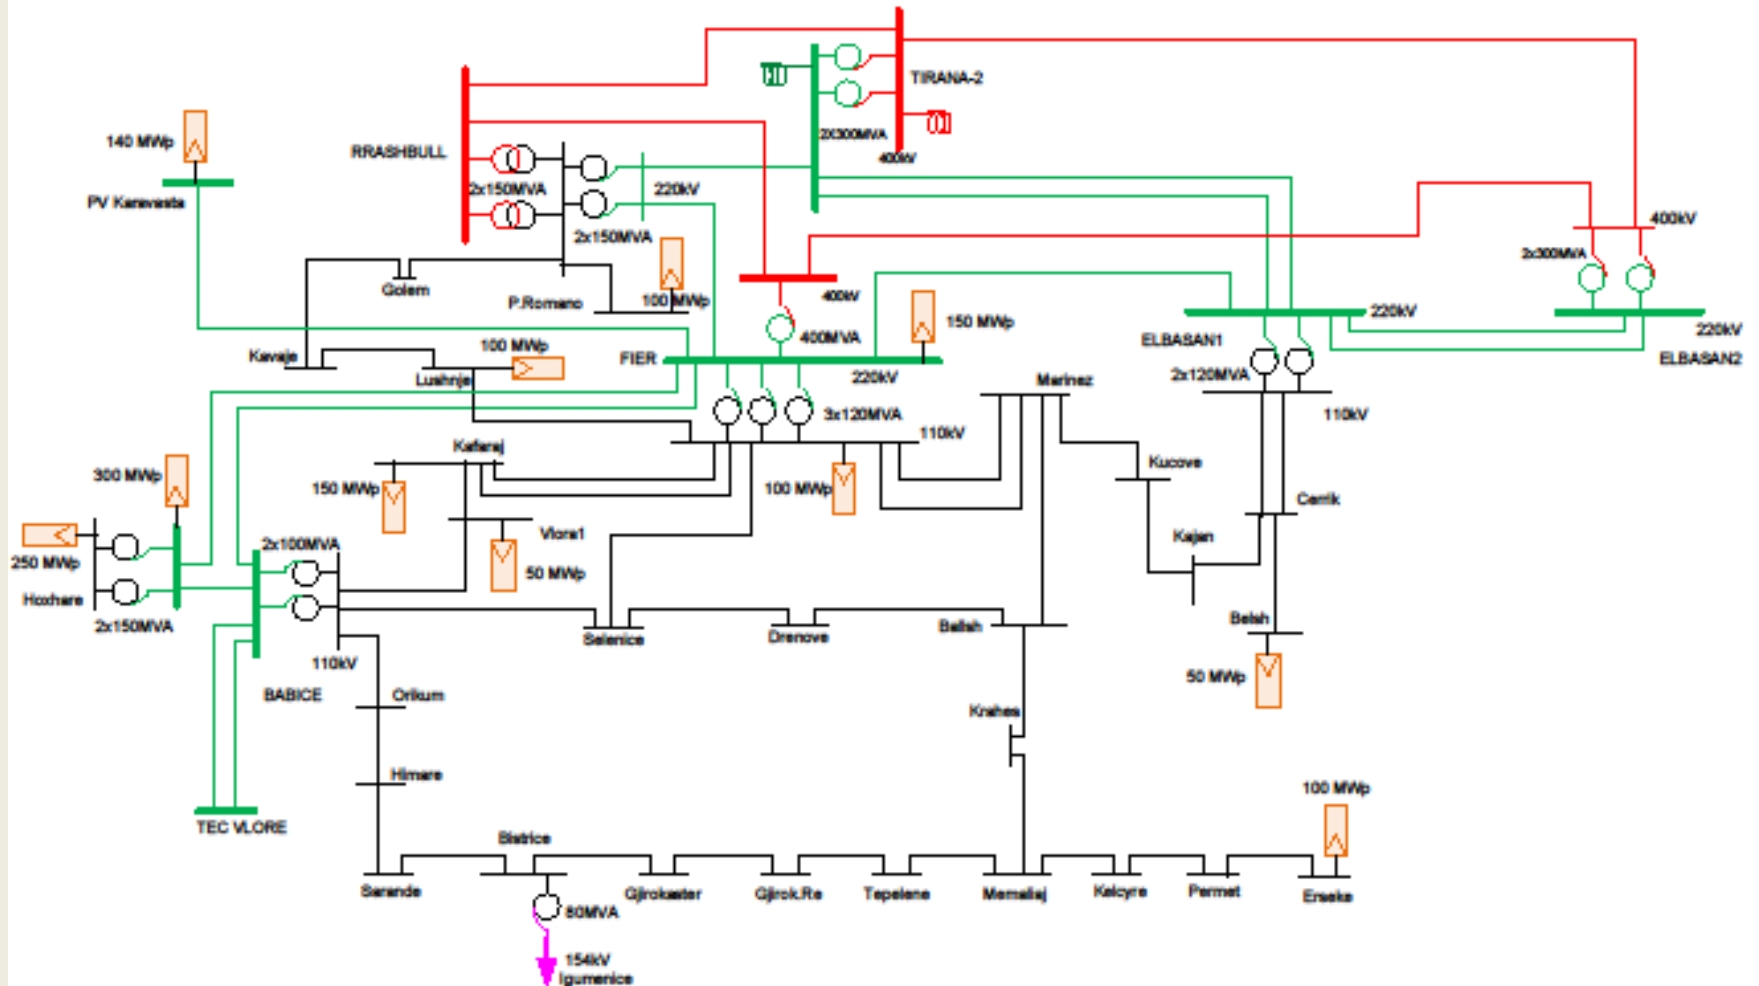 TIRANA-2
140 MWp
2X300MVA
RRASHBULL
400kV
2x150MVA
220kV
PV Karavasta
400kV
2x150MVA
2x300MVA
Golem
P.Romano
100 MWp
400kV
150 MWp
220kV
220kV
400MVA
ELBASAN1
Kavaje
100 MWp
FIER
ELBASAN2
Lushnje
220kV
2x120MVA
Marinez
3x120MVA
110kV
110kV
Kafaraj
Kucove
300 MWp
150 MWp
100 MWp
Cerrik
Vlora1
Kajan
2x100MVA
250 MWp
50 MWp
Hoxhare
2x150MVA
Selenice
Drenove
Ballsh
Belsh
110kV
50 MWp
BABICE
Orikum
Krahes
Himare
100 MWp
TEC VLORE
Bistrice
Sarande
Gjirokaster
Gjirok.Re
Tepelene
Memaliaj
Kelcyre
Permet
Erseke
80MVA
154kV
Igumenice